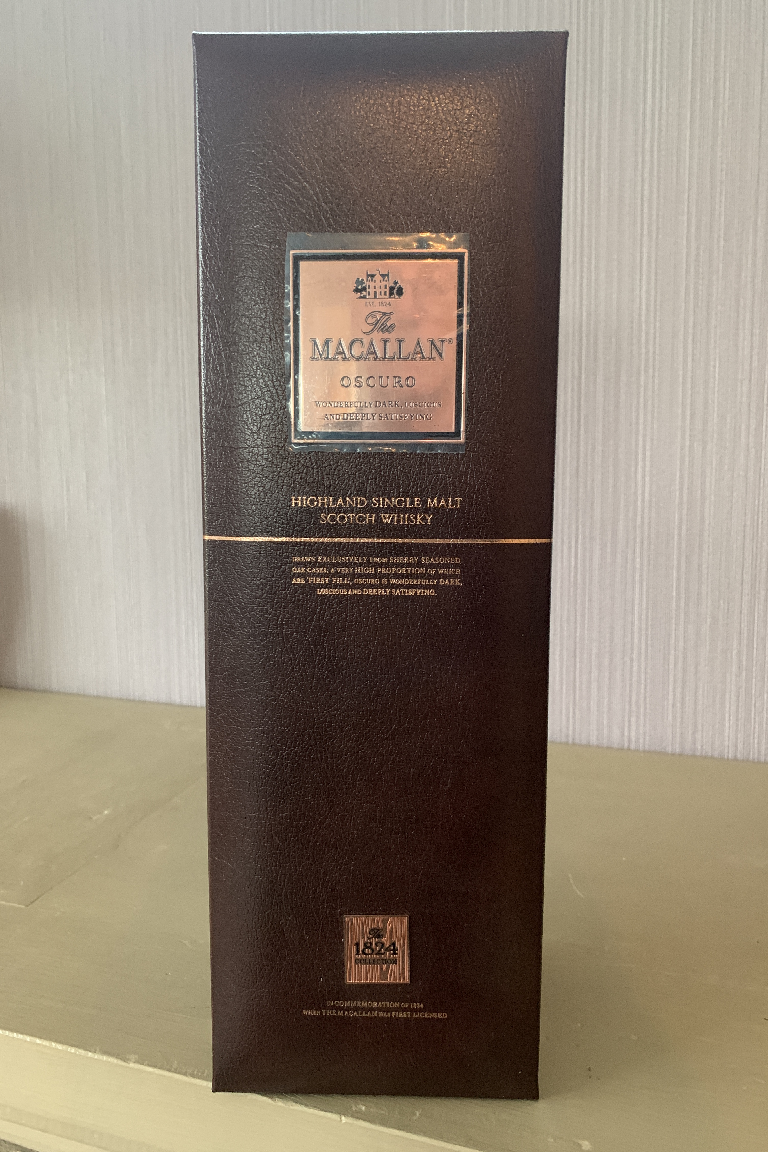 EST. 1824
The
MACALLAN®
OSCURO
WONDERFULLY DARK, LUSCIOUS
AND DEEPLY SATISFYING
HIGHLAND SINGLE MALT
SCOTCH WHISKY
DRAWN EXCLUSIVELY FROM SHERRY SEASONED
OAK CASKS, A VERY HIGH PROPORTION OF WHICH
ARE 'FIRST FILL', OSCURO IS WONDERFULLY DARK,
LUSCIOUS AND DEEPLY SATISFYING.
The
1824
IN COMMEMORATION OF 1824
WHEN THE MACALLAN WAS FIRST LICENSED